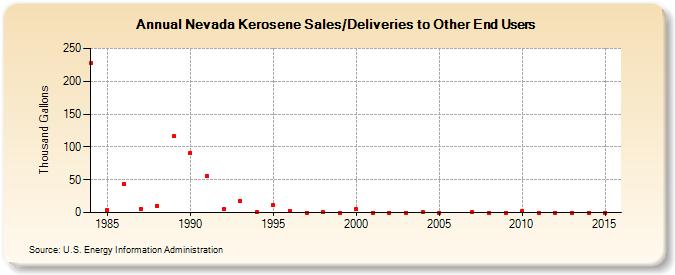 Annual Nevada Kerosene Sales/Deliveries to Other End Users
Thousand Gallons
250
200
150
100
50
0
1985 1990 1995 2000 2005 2010 2015
Source: U.S. Energy Information Administration